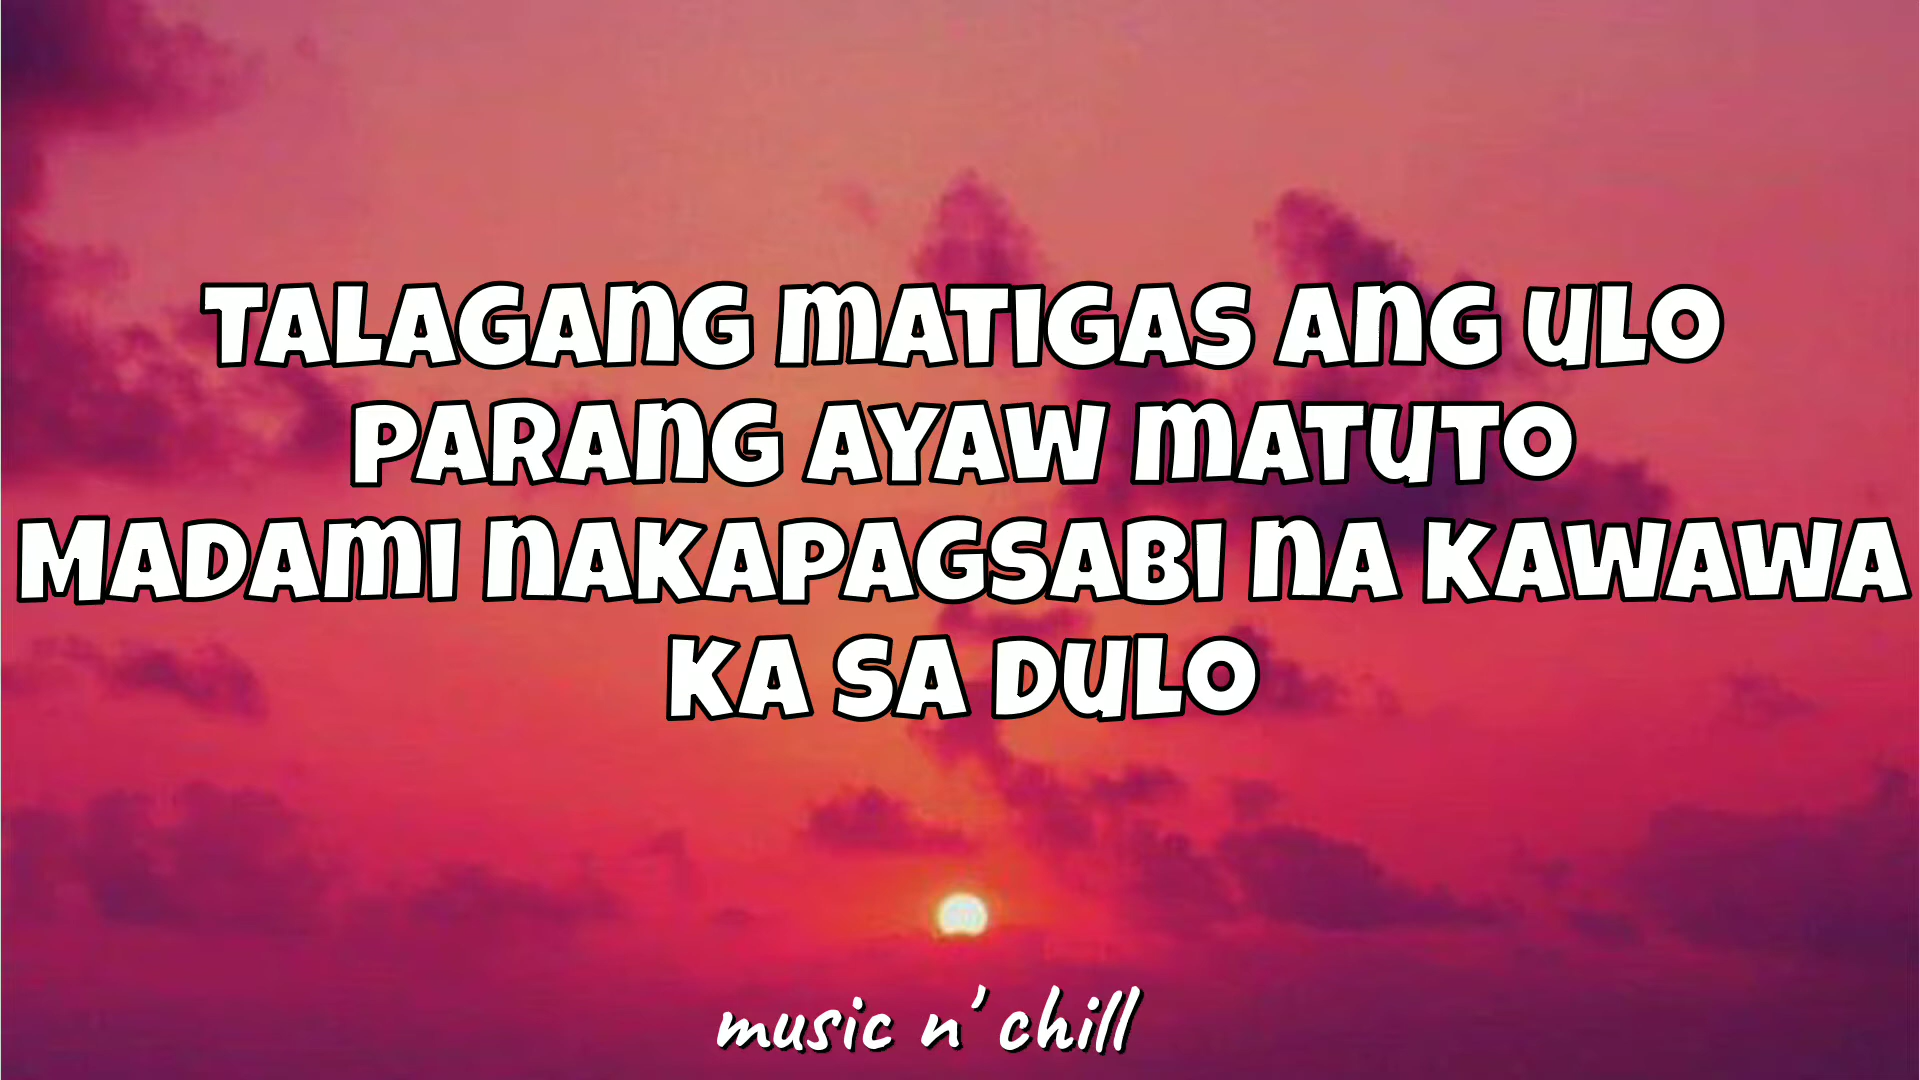 TALAGANG MATIGAS ANG ULO
PARANG AYAW MATUTO
MADAMI NAKAPAGSABI NA KAWAWA
KA SA DULO
music n' chill